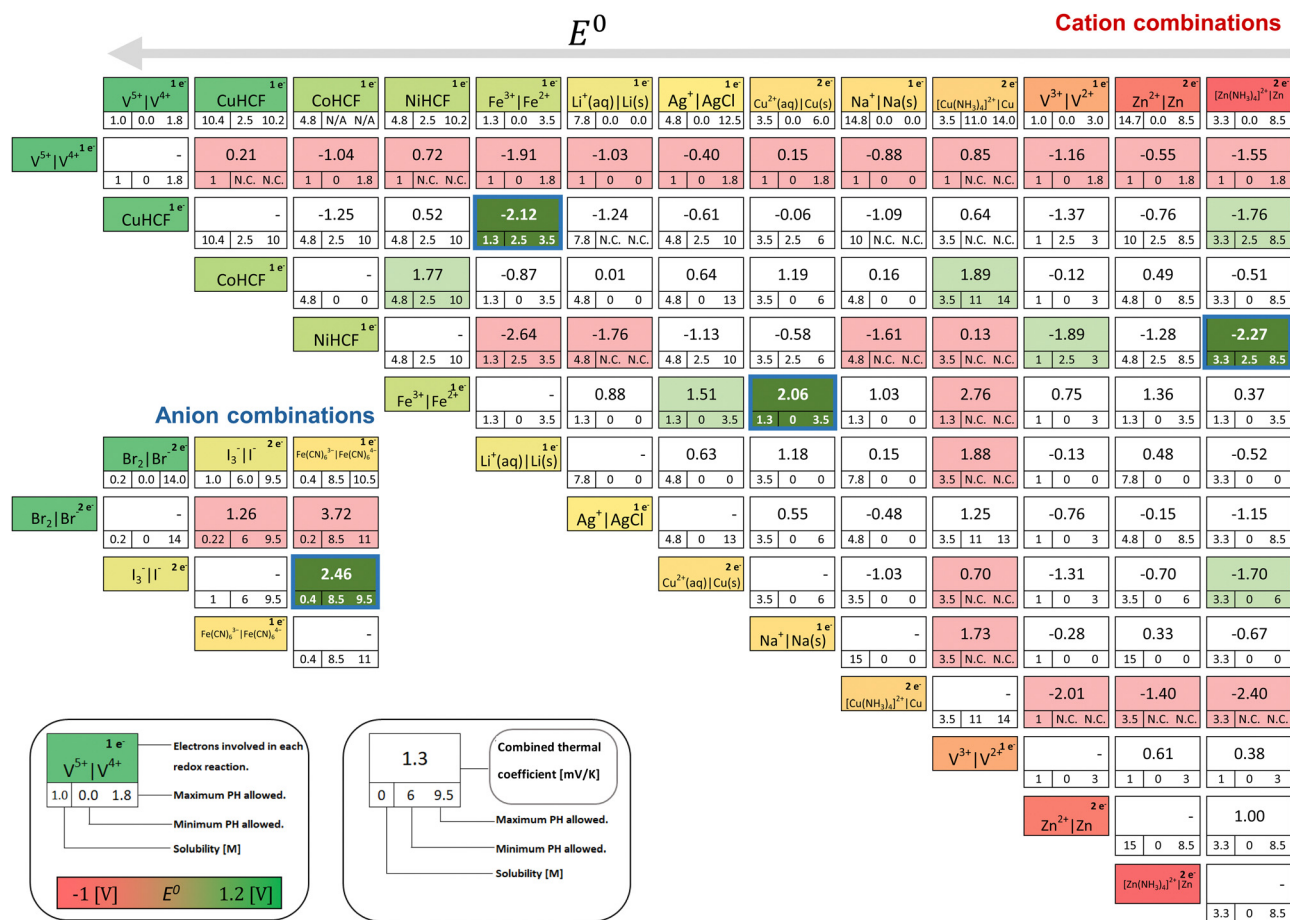 E⁰
Cation combinations
1 e⁻ 1 e⁻ 1 e⁻ 1 e⁻ 1 e⁻ 1 e⁻ 1 e⁻ 2 e⁻ 1 e⁻ 2 e⁻ 1 e⁻ 2 e⁻ 2 e⁻
V⁵⁺|V⁴⁺ CuHCF CoHCF NiHCF Fe³⁺|Fe²⁺ Li⁺(aq)|Li(s) Ag⁺|AgCl Cu²⁺(aq)|Cu(s) Na⁺|Na(s) [Cu(NH₃)₄]²⁺|Cu V³⁺|V²⁺ Zn²⁺|Zn [Zn(NH₃)₄]²⁺|Zn
1.0 0.0 1.8 10.4 2.5 10.2 4.8 N/A N/A 4.8 2.5 10.2 1.3 0.0 3.5 7.8 0.0 0.0 4.8 0.0 12.5 3.5 0.0 6.0 14.8 0.0 0.0 3.5 11.0 14.0 1.0 0.0 3.0 14.7 0.0 8.5 3.3 0.0 8.5
V⁵⁺|V⁴⁺ 1 e⁻ - 0.21 -1.04 0.72 -1.91 -1.03 -0.40 0.15 -0.88 0.85 -1.16 -0.55 -1.55
1 0 1.8 1 N.C. N.C. 1 0 1.8 1 N.C. N.C. 1 0 1.8 1 0 0 1 0 1.8 1 0 1.8 1 0 0 1 N.C. N.C. 1 0 1.8 1 0 1.8 1 0 1.8
CuHCF 1 e⁻ - -1.25 0.52 -2.12 -1.24 -0.61 -0.06 -1.09 0.64 -1.37 -0.76 -1.76
10.4 2.5 10 4.8 2.5 10 4.8 2.5 10 1.3 2.5 3.5 7.8 N.C. N.C. 4.8 2.5 10 3.5 2.5 6 10 N.C. N.C. 3.5 N.C. N.C. 1 2.5 3 10 2.5 8.5 3.3 2.5 8.5
CoHCF 1 e⁻ - 1.77 -0.87 0.01 0.64 1.19 0.16 1.89 -0.12 0.49 -0.51
4.8 0 0 4.8 2.5 10 1.3 0 3.5 4.8 0 0 4.8 0 13 3.5 0 6 4.8 0 0 3.5 11 14 1 0 3 4.8 0 8.5 3.3 0 8.5
NiHCF 1 e⁻ - -2.64 -1.76 -1.13 -0.58 -1.61 0.13 -1.89 -1.28 -2.27
4.8 2.5 10 1.3 2.5 3.5 4.8 N.C. N.C. 4.8 2.5 10 3.5 2.5 6 4.8 N.C. N.C. 3.5 N.C. N.C. 1 2.5 3 4.8 2.5 8.5 3.3 2.5 8.5
Fe³⁺|Fe²⁺ 1 e⁻ - 0.88 1.51 2.06 1.03 2.76 0.75 1.36 0.37
1.3 0 3.5 1.3 0 0 1.3 0 3.5 1.3 0 3.5 1.3 0 0 1.3 N.C. N.C. 1 0 3 1.3 0 3.5 1.3 0 3.5
Li⁺(aq)|Li(s) 1 e⁻ - 0.63 1.18 0.15 1.88 -0.13 0.48 -0.52
7.8 0 0 4.8 0 0 3.5 0 0 7.8 0 0 3.5 N.C. N.C. 1 0 0 7.8 0 0 3.3 0 0
Ag⁺|AgCl 1 e⁻ - 0.55 -0.48 1.25 -0.76 -0.15 -1.15
4.8 0 13 3.5 0 6 4.8 0 0 3.5 11 13 1 0 3 4.8 0 8.5 3.3 0 8.5
Cu²⁺(aq)|Cu(s) 2 e⁻ - -1.03 0.70 -1.31 -0.70 -1.70
3.5 0 6 3.5 0 0 3.5 N.C. N.C. 1 0 3 3.5 0 6 3.3 0 6
Na⁺|Na(s) 1 e⁻ - 1.73 -0.28 0.33 -0.67
15 0 0 3.5 N.C. N.C. 1 0 0 15 0 0 3.3 0 0
[Cu(NH₃)₄]²⁺|Cu 2 e⁻ - -2.01 -1.40 -2.40
3.5 11 14 1 N.C. N.C. 3.5 N.C. N.C. 3.3 N.C. N.C.
V³⁺|V²⁺ 1 e⁻ - 0.61 0.38
1 0 3 1 0 3 1 0 3
Zn²⁺|Zn 2 e⁻ - 1.00
15 0 8.5 3.3 0 8.5
[Zn(NH₃)₄]²⁺|Zn 2 e⁻ -
3.3 0 8.5
Anion combinations
Br₂|Br⁻ 2 e⁻ I₃⁻|I⁻ 2 e⁻ Fe(CN)₆³⁻|Fe(CN)₆⁴⁻ 1 e⁻
0.2 0.0 14.0 1.0 6.0 9.5 0.4 8.5 10.5
Br₂|Br⁻ 2 e⁻ - 1.26 3.72
0.2 0 14 0.22 6 9.5 0.2 8.5 11
I₃⁻|I⁻ 2 e⁻ - 2.46
1 6 9.5 0.4 8.5 9.5
Fe(CN)₆³⁻|Fe(CN)₆⁴⁻ 1 e⁻ -
0.4 8.5 11
1 e⁻
V⁵⁺|V⁴⁺
1.0 0.0 1.8
Electrons involved in each
redox reaction.
Maximum PH allowed.
Minimum PH allowed.
Solubility [M]
-1 [V] E⁰ 1.2 [V]
1.3
0 6 9.5
Combined thermal
coefficient [mV/K]
Maximum PH allowed.
Minimum PH allowed.
Solubility [M]